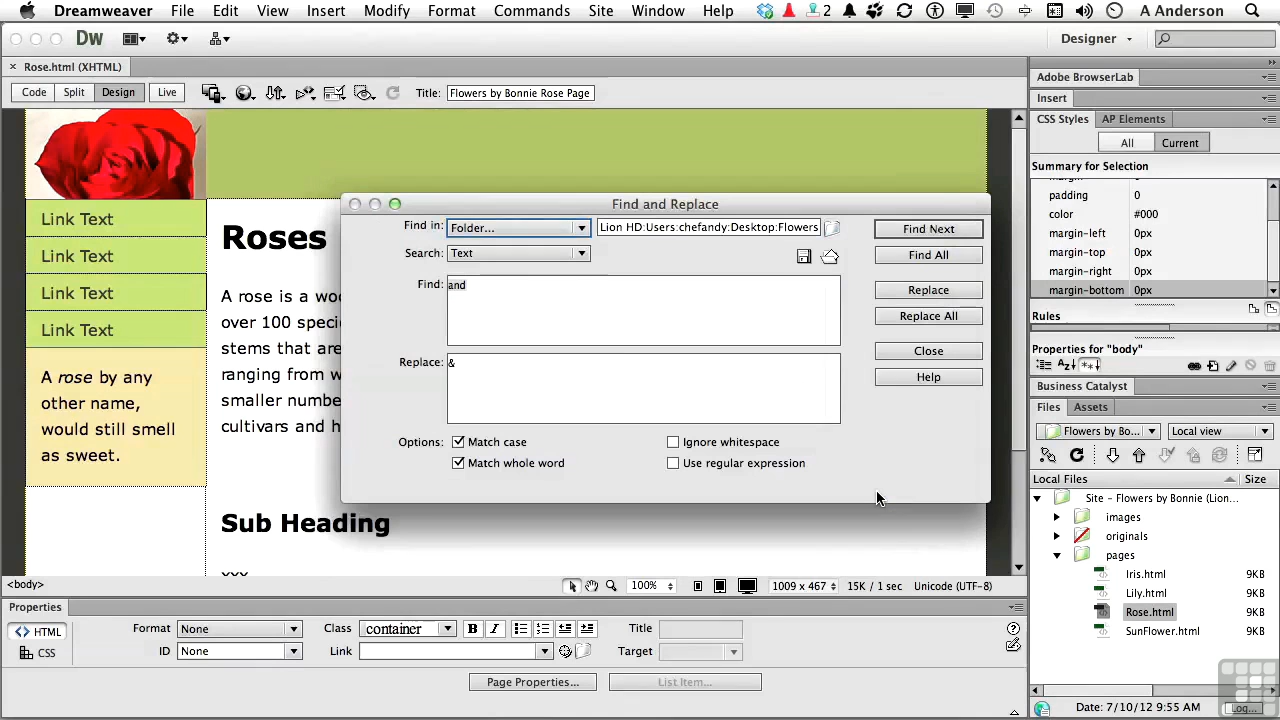 Dreamweaver File Edit View Insert Modify Format Commands Site Window Help 2 A Anderson
Dw Designer
× Rose.html (XHTML)
Code Split Design Live Title: Flowers by Bonnie Rose Page
Link Text
Link Text
Link Text
Link Text
A rose by any
other name,
would still smell
as sweet.
Roses
A rose is a wo
over 100 speci
stems that are
ranging from w
smaller numbe
cultivars and h
Sub Heading
xxx
Find and Replace
Find in: Folder... Lion HD:Users:chefandy:Desktop:Flowers
Search: Text
Find: and
Replace: &
Options: Match case Ignore whitespace
Match whole word Use regular expression
Find Next
Find All
Replace
Replace All
Close
Help
<body> 100% 1009 x 467 15K / 1 sec Unicode (UTF-8)
Properties
<> HTML Format None Class container B I Title
CSS ID None Link Target
Page Properties... List Item...
Adobe BrowserLab
Insert
CSS Styles AP Elements
All Current
Summary for Selection
padding 0
color #000
margin-left 0px
margin-top 0px
margin-right 0px
margin-bottom 0px
Rules
Properties for "body"
Business Catalyst
Files Assets
Flowers by Bo... Local view
Local Files Size
Site - Flowers by Bonnie (Lion...
images
originals
pages
Iris.html 9KB
Lily.html 9KB
Rose.html 9KB
SunFlower.html 9KB
Date: 7/10/12 9:55 AM Log...